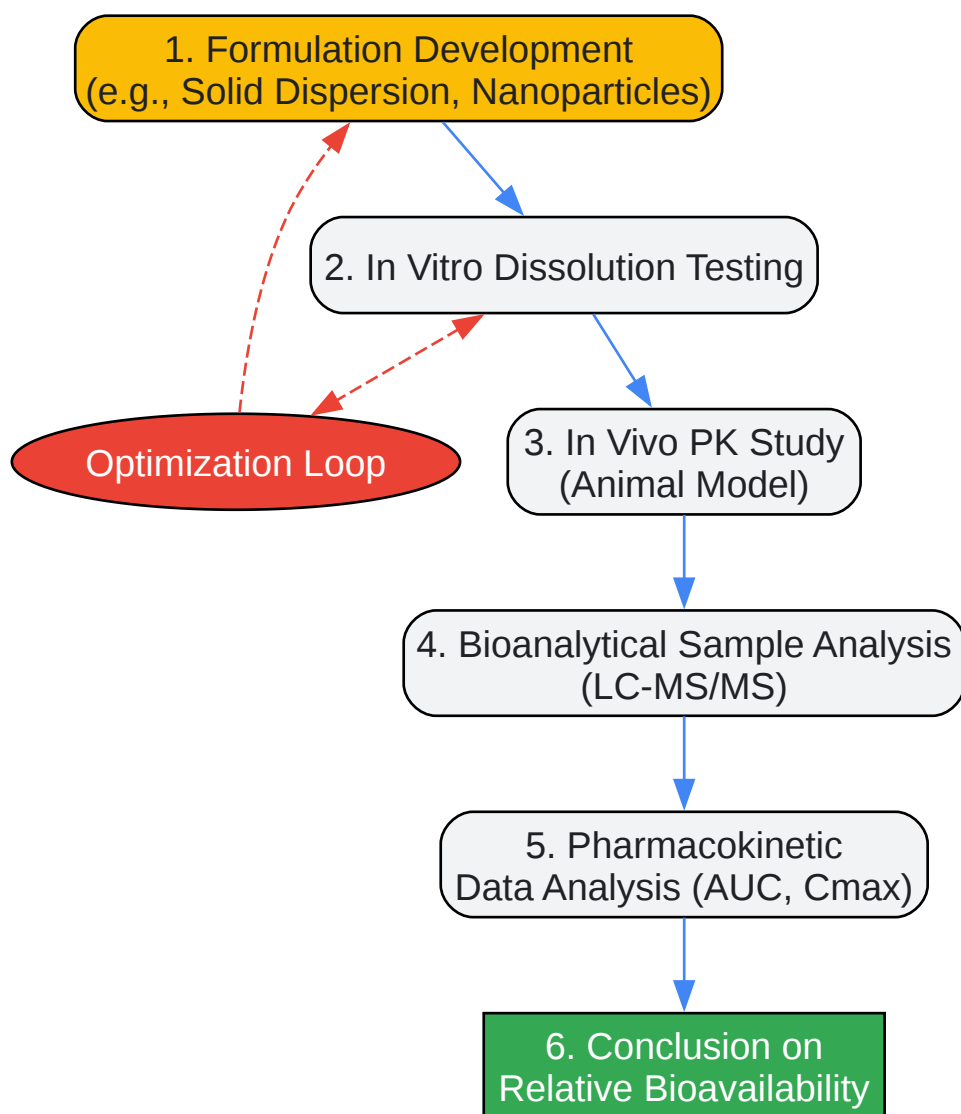 1. Formulation Development
(e.g., Solid Dispersion, Nanoparticles)
2. In Vitro Dissolution Testing
Optimization Loop
3. In Vivo PK Study
(Animal Model)
4. Bioanalytical Sample Analysis
(LC-MS/MS)
5. Pharmacokinetic
Data Analysis (AUC, Cmax)
6. Conclusion on
Relative Bioavailability